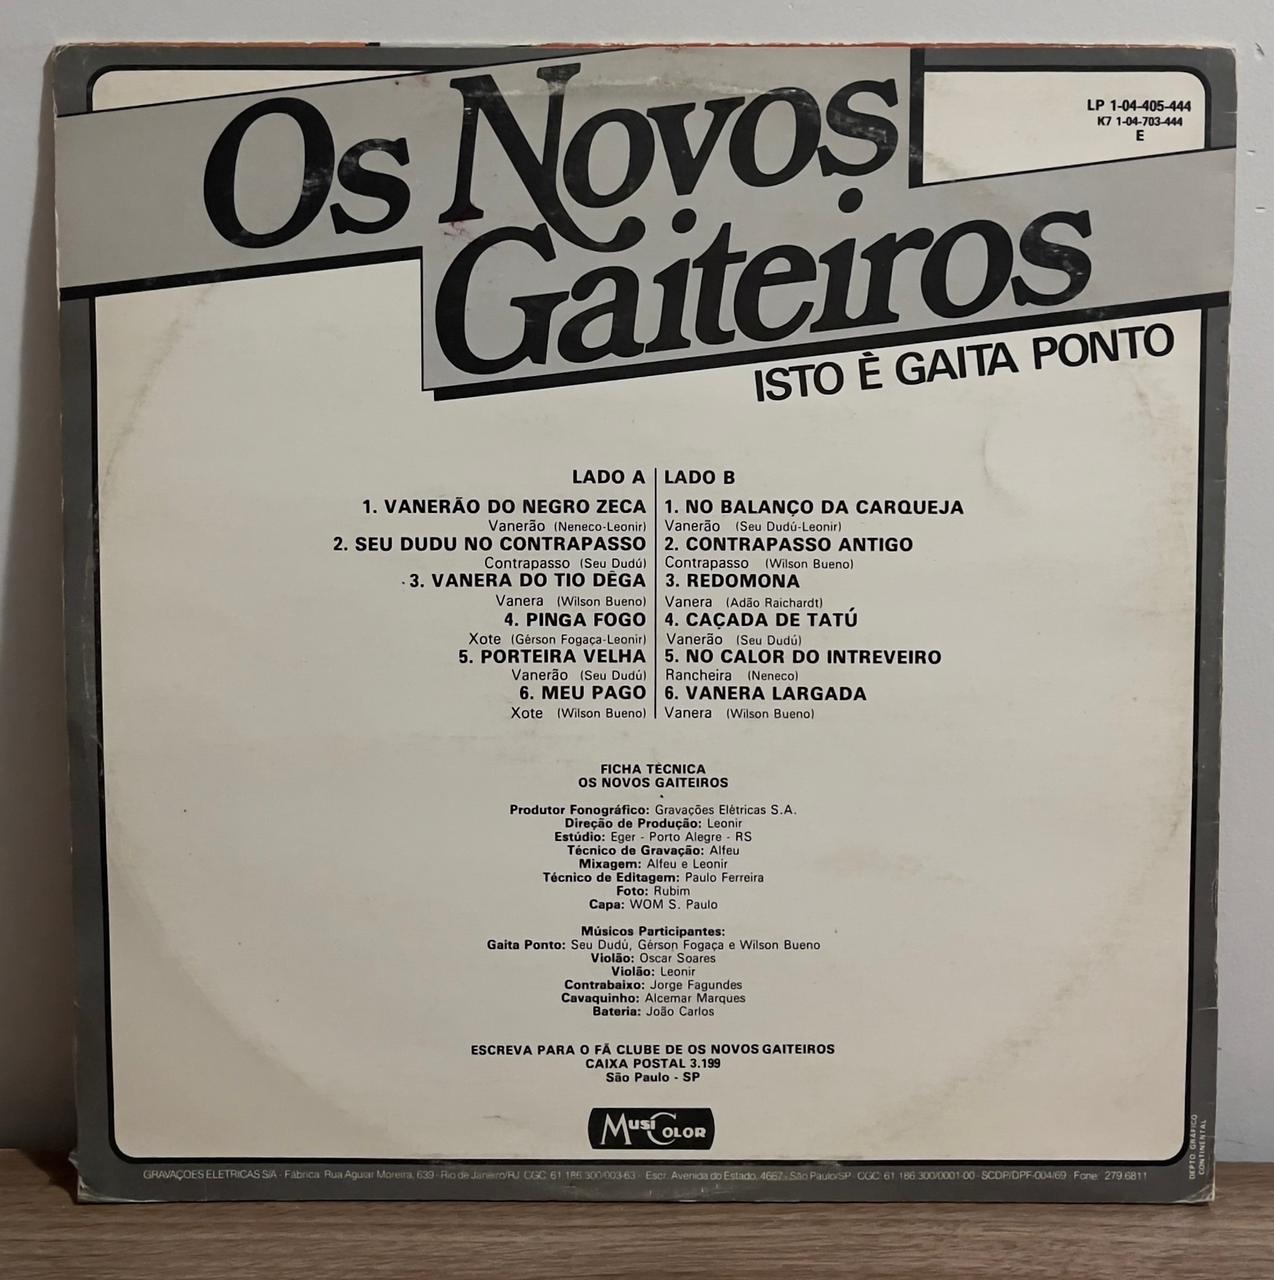 Os Novos
Gaiteiros
LP 1-04-405-444
K7 1-04-703-444
E
ISTO É GAITA PONTO
LADO A
1. VANERÃO DO NEGRO ZECA
Vanerão (Neneco-Leonir)
2. SEU DUDU NO CONTRAPASSO
Contrapasso (Seu Dudú)
3. VANERA DO TIO DÊGA
Vanera (Wilson Bueno)
4. PINGA FOGO
Xote (Gérson Fogaça-Leonir)
5. PORTEIRA VELHA
Vanerão (Seu Dudú)
6. MEU PAGO
Xote (Wilson Bueno)
LADO B
1. NO BALANÇO DA CARQUEJA
Vanerão (Seu Dudú-Leonir)
2. CONTRAPASSO ANTIGO
Contrapasso (Wilson Bueno)
3. REDOMONA
Vanera (Adão Raichardt)
4. CAÇADA DE TATÚ
Vanerão (Seu Dudú)
5. NO CALOR DO INTREVEIRO
Rancheira (Neneco)
6. VANERA LARGADA
Vanera (Wilson Bueno)
FICHA TÉCNICA
OS NOVOS GAITEIROS
Produtor Fonográfico: Gravações Elétricas S.A.
Direção de Produção: Leonir
Estúdio: Eger - Porto Alegre - RS
Técnico de Gravação: Alfeu
Mixagem: Alfeu e Leonir
Técnico de Editagem: Paulo Ferreira
Foto: Rubim
Capa: WOM S. Paulo
Músicos Participantes:
Gaita Ponto: Seu Dudú, Gérson Fogaça e Wilson Bueno
Violão: Oscar Soares
Violão: Leonir
Contrabaixo: Jorge Fagundes
Cavaquinho: Alcemar Marques
Bateria: João Carlos
ESCREVA PARA O FÃ CLUBE DE OS NOVOS GAITEIROS
CAIXA POSTAL 3.199
São Paulo - SP
MUSICOLOR
GRAVAÇÕES ELETRICAS S/A - Fábrica: Rua Aguiar Moreira, 639 - Rio de Janeiro/RJ CGC 61.186.300/003-63 - Escr. Avenida do Estado, 4667 - São Paulo/SP - CGC 61.186.300/0001-00 - SCDP/DPF-004/69 - Fone: 279.6811
DEPTO. GRÁFICO
CONTINENTAL